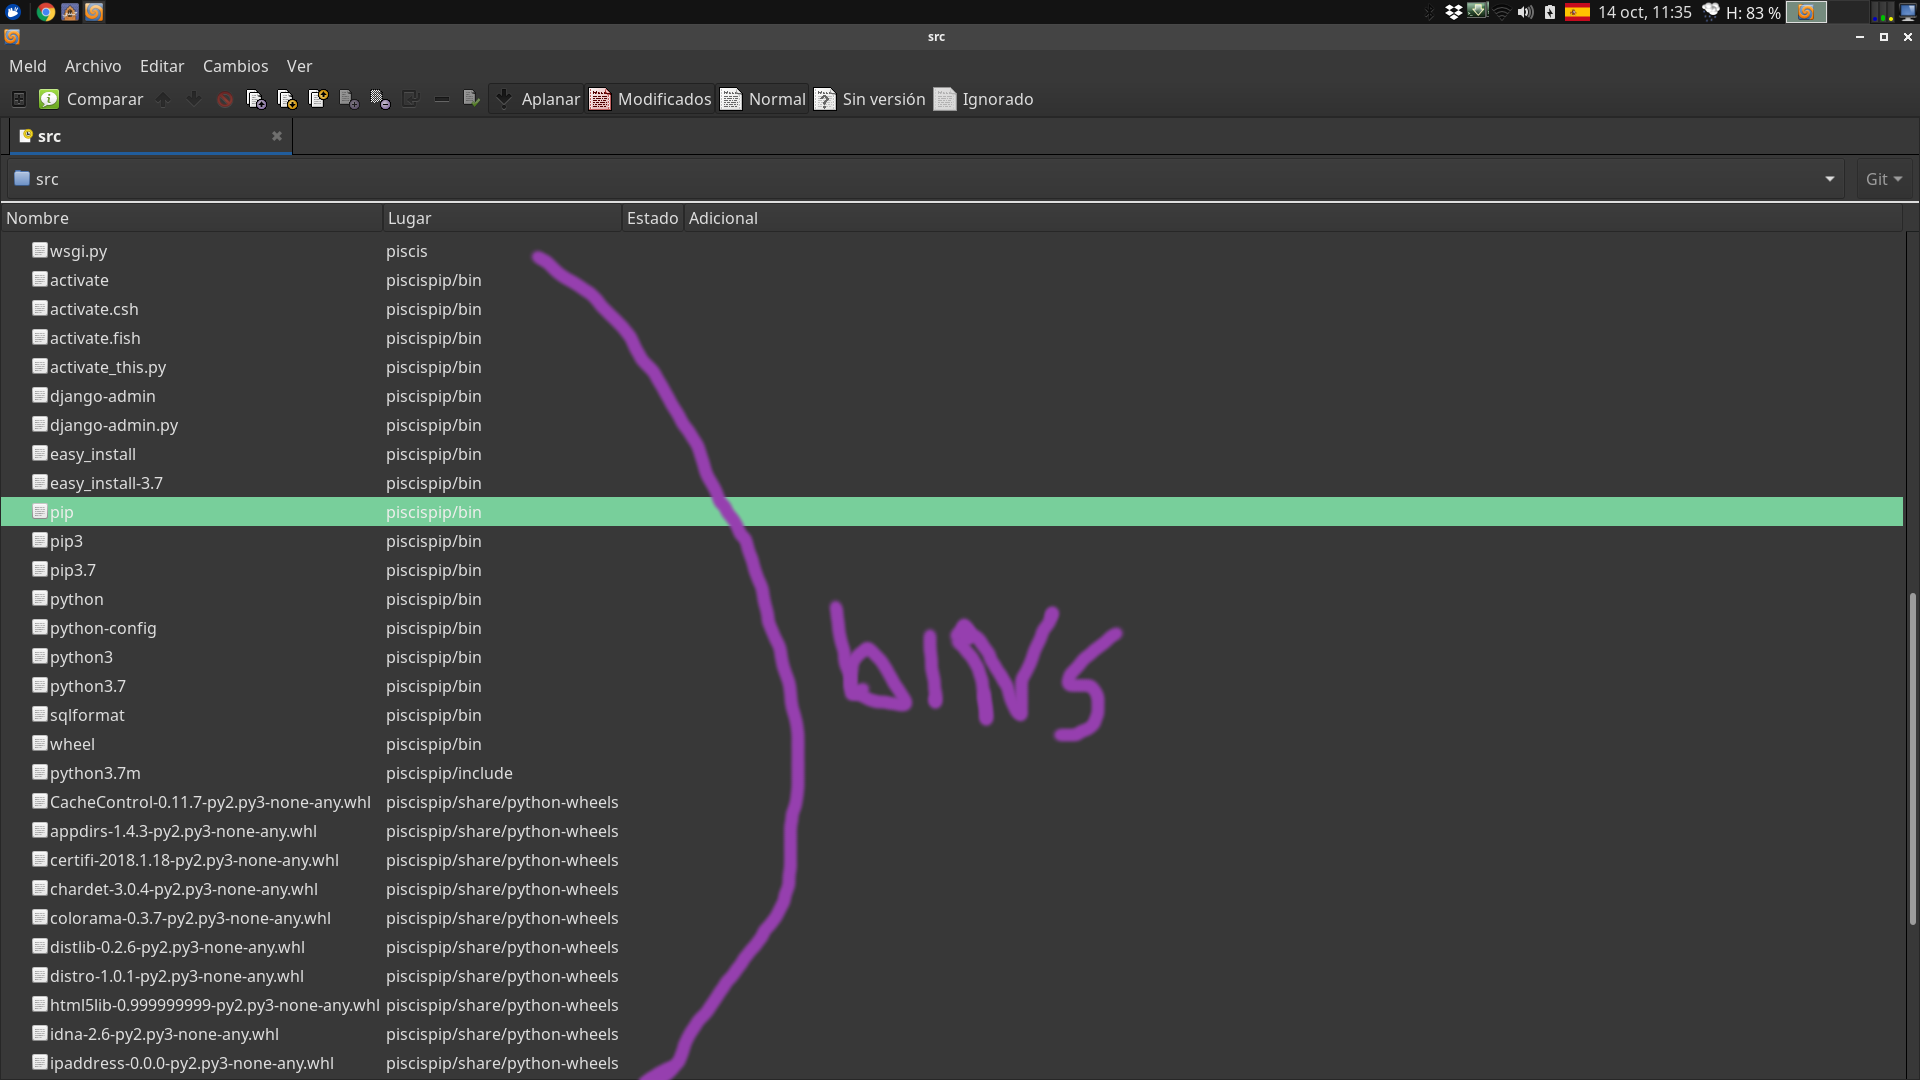 14 oct, 11:35 H: 83 %
src
Meld Archivo Editar Cambios Ver
Comparar Aplanar Modificados Normal Sin versión Ignorado
src
src Git
Nombre Lugar Estado Adicional
wsgi.py piscis
activate piscispip/bin
activate.csh piscispip/bin
activate.fish piscispip/bin
activate_this.py piscispip/bin
django-admin piscispip/bin
django-admin.py piscispip/bin
easy_install piscispip/bin
easy_install-3.7 piscispip/bin
pip piscispip/bin
pip3 piscispip/bin
pip3.7 piscispip/bin
python piscispip/bin
python-config piscispip/bin
python3 piscispip/bin
python3.7 piscispip/bin
sqlformat piscispip/bin
wheel piscispip/bin
python3.7m piscispip/include
CacheControl-0.11.7-py2.py3-none-any.whl piscispip/share/python-wheels
appdirs-1.4.3-py2.py3-none-any.whl piscispip/share/python-wheels
certifi-2018.1.18-py2.py3-none-any.whl piscispip/share/python-wheels
chardet-3.0.4-py2.py3-none-any.whl piscispip/share/python-wheels
colorama-0.3.7-py2.py3-none-any.whl piscispip/share/python-wheels
distlib-0.2.6-py2.py3-none-any.whl piscispip/share/python-wheels
distro-1.0.1-py2.py3-none-any.whl piscispip/share/python-wheels
html5lib-0.999999999-py2.py3-none-any.whl piscispip/share/python-wheels
idna-2.6-py2.py3-none-any.whl piscispip/share/python-wheels
ipaddress-0.0.0-py2.py3-none-any.whl piscispip/share/python-wheels
bINS